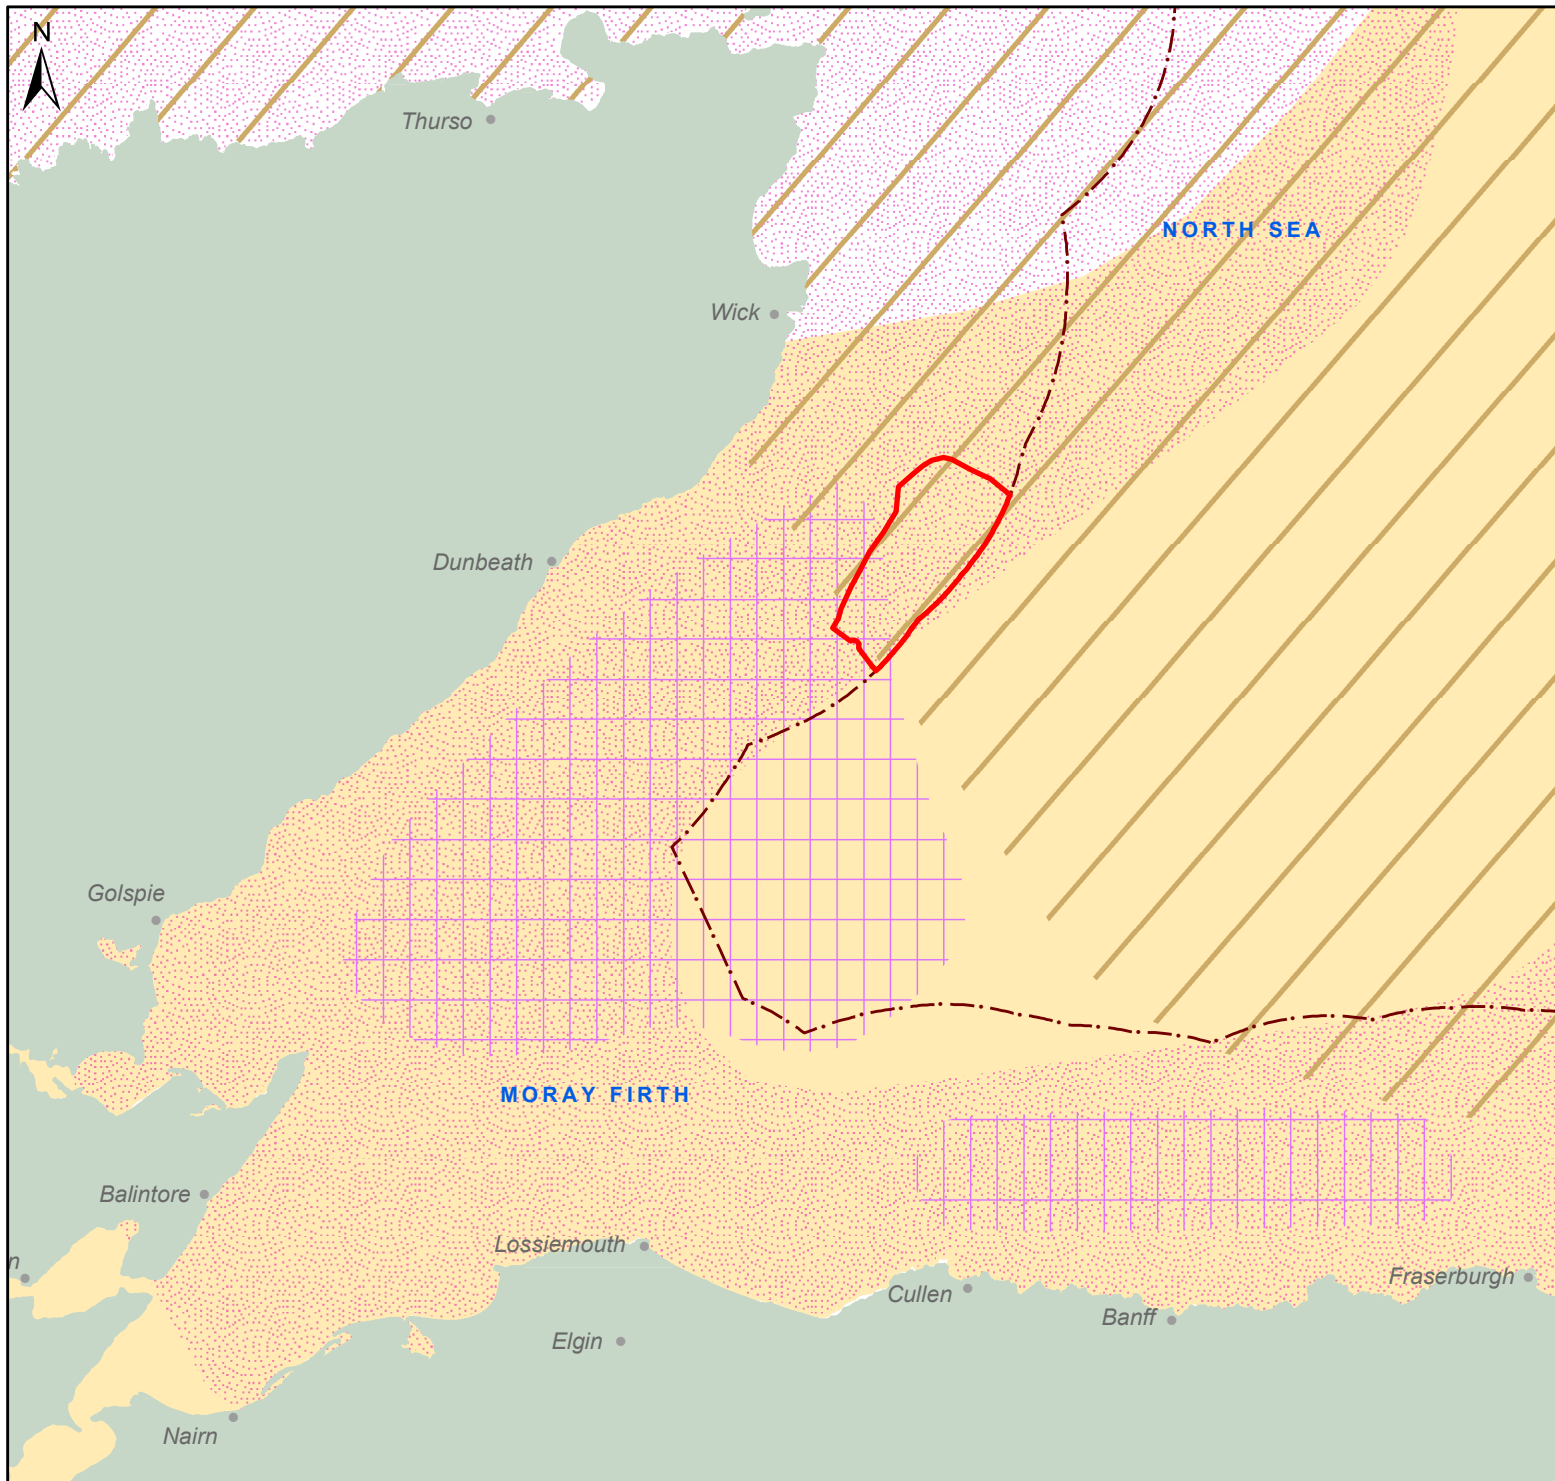 N
Thurso
NORTH SEA
Wick
Dunbeath
Golspie
MORAY FIRTH
Balintore
Lossiemouth
n
Cullen
Fraserburgh
Banff
Elgin
Nairn